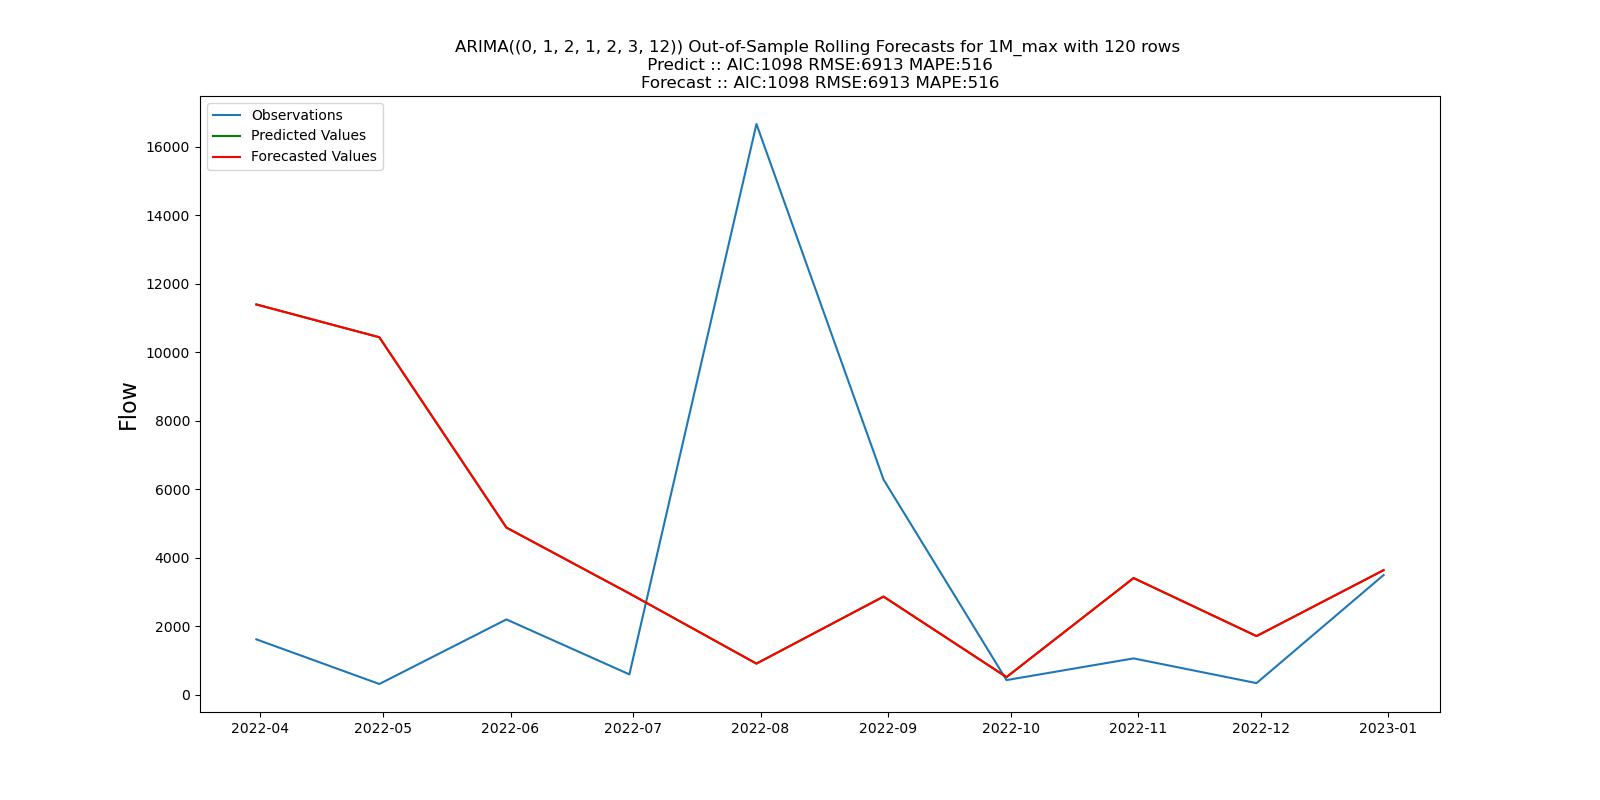 ARIMA((0, 1, 2, 1, 2, 3, 12)) Out-of-Sample Rolling Forecasts for 1M_max with 120 rows
Predict :: AIC:1098 RMSE:6913 MAPE:516
Forecast :: AIC:1098 RMSE:6913 MAPE:516
Observations
Predicted Values
Forecasted Values
16000
14000
12000
10000
8000
6000
4000
2000
0
Flow
2022-04 2022-05 2022-06 2022-07 2022-08 2022-09 2022-10 2022-11 2022-12 2023-01